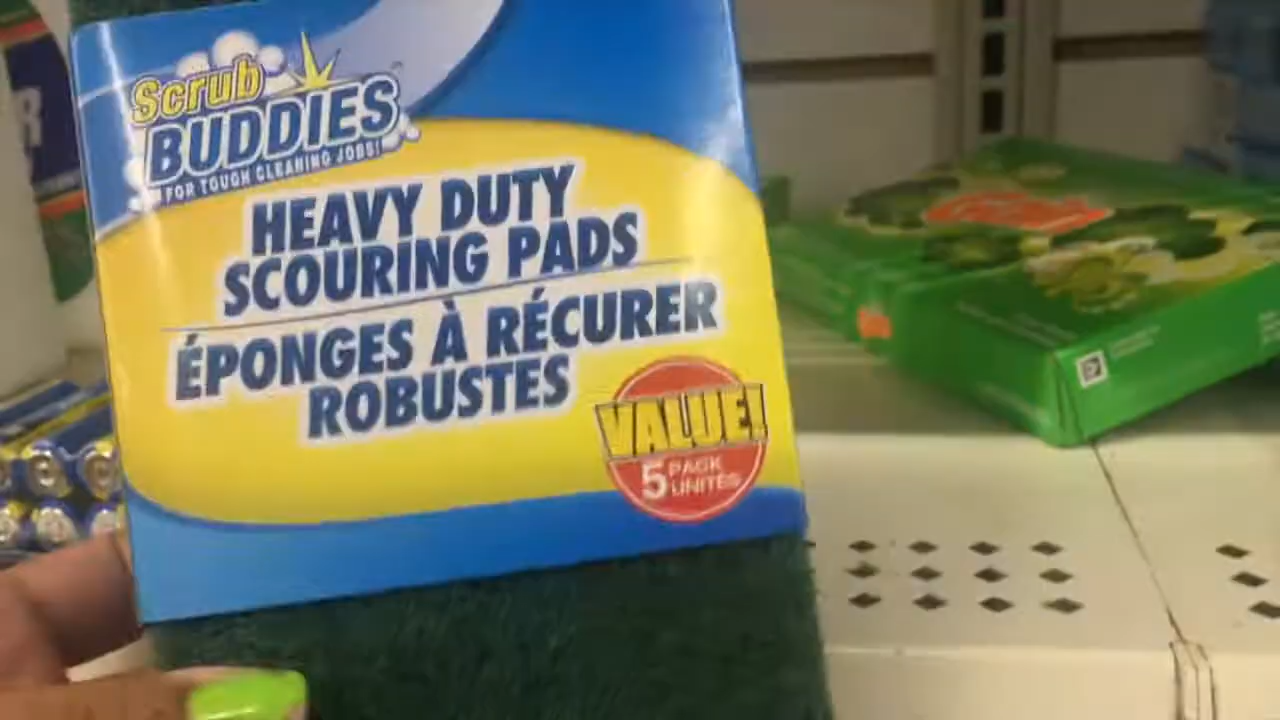 Scrub
BUDDIES
FOR TOUGH CLEANING JOBS!
HEAVY DUTY
SCOURING PADS
ÉPONGES À RÉCURER
ROBUSTES
VALUE!
5 PACK
UNITÉS